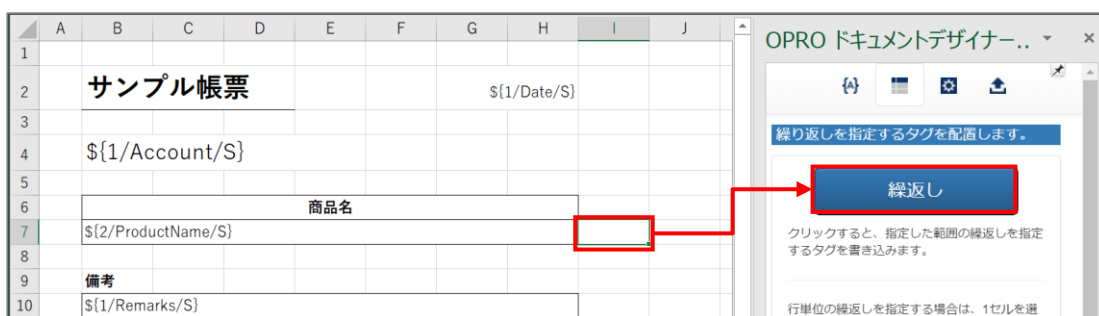 A B C D E F G H I J
OPRO ドキュメントデザイナー..
1
2 サンプル帳票 ${1/Date/S}
3
繰り返しを指定するタグを配置します。
4 ${1/Account/S}
5
繰返し
6 商品名
7 ${2/ProductName/S}
クリックすると、指定した範囲の繰返しを指定
するタグを書き込みます。
8
9 備考
10 ${1/Remarks/S}
行単位の繰返しを指定する場合は、1セルを選